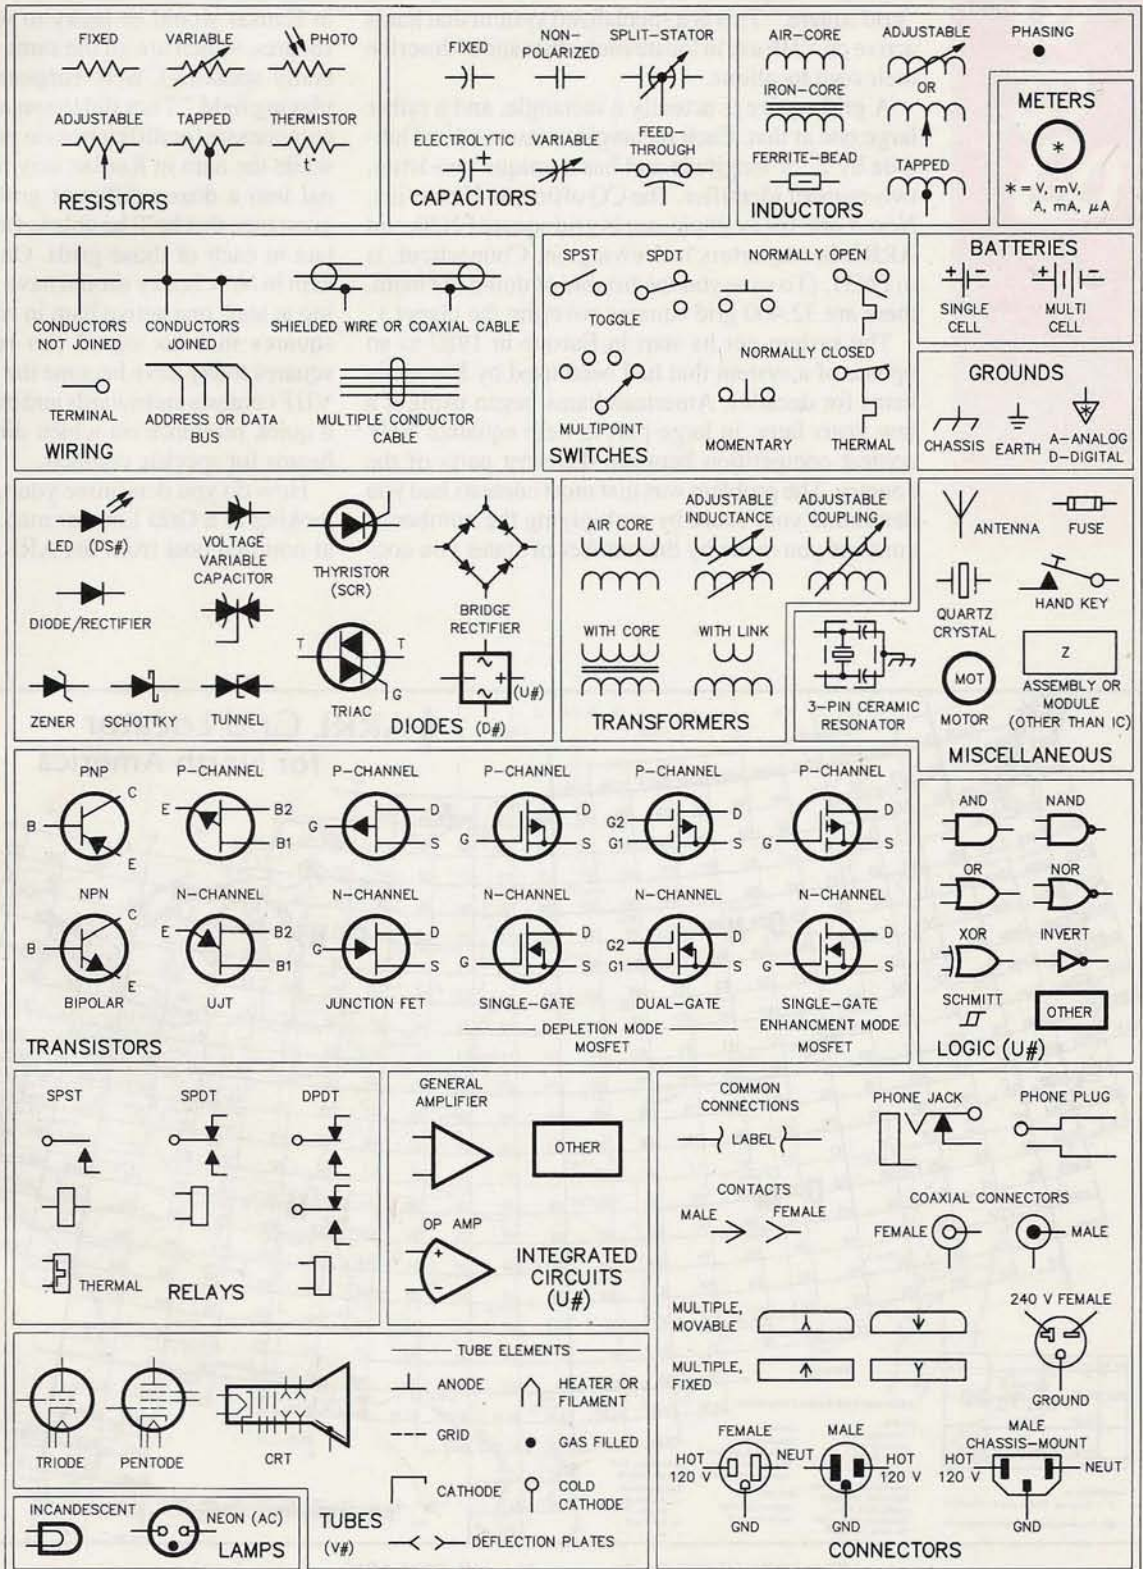 FIXED
VARIABLE
PHOTO
ADJUSTABLE
TAPPED
THERMISTOR
t°
RESISTORS
FIXED
NON-
POLARIZED
SPLIT-STATOR
ELECTROLYTIC
+
VARIABLE
FEED-
THROUGH
CAPACITORS
AIR-CORE
ADJUSTABLE
IRON-CORE
OR
FERRITE-BEAD
TAPPED
INDUCTORS
PHASING
METERS
*
* = V, mV,
A, mA, µA
CONDUCTORS
NOT JOINED
CONDUCTORS
JOINED
SHIELDED WIRE OR COAXIAL CABLE
TERMINAL
ADDRESS OR DATA
BUS
MULTIPLE CONDUCTOR
CABLE
WIRING
SPST
SPDT
NORMALLY OPEN
TOGGLE
NORMALLY CLOSED
MULTIPOINT
MOMENTARY
THERMAL
SWITCHES
BATTERIES
+ -
+ -
SINGLE
CELL
MULTI
CELL
GROUNDS
CHASSIS
EARTH
A-ANALOG
D-DIGITAL
LED (DS#)
VOLTAGE
VARIABLE
CAPACITOR
THYRISTOR
(SCR)
BRIDGE
RECTIFIER
DIODE/RECTIFIER
T
T
G
~
- +
~
(U#)
ZENER
SCHOTTKY
TUNNEL
TRIAC
DIODES (D#)
AIR CORE
ADJUSTABLE
INDUCTANCE
ADJUSTABLE
COUPLING
WITH CORE
WITH LINK
TRANSFORMERS
ANTENNA
FUSE
QUARTZ
CRYSTAL
HAND KEY
3-PIN CERAMIC
RESONATOR
MOT
MOTOR
Z
ASSEMBLY OR
MODULE
(OTHER THAN IC)
MISCELLANEOUS
PNP
P-CHANNEL
P-CHANNEL
P-CHANNEL
P-CHANNEL
P-CHANNEL
B
C
E
E
B2
B1
G
D
S
G
D
S
G2
G1
D
S
G
D
S
NPN
N-CHANNEL
N-CHANNEL
N-CHANNEL
N-CHANNEL
N-CHANNEL
B
C
E
E
B2
B1
G
D
S
G
D
S
G2
G1
D
S
G
D
S
BIPOLAR
UJT
JUNCTION FET
SINGLE-GATE
DUAL-GATE
SINGLE-GATE
DEPLETION MODE
MOSFET
ENHANCMENT MODE
MOSFET
TRANSISTORS
AND
NAND
OR
NOR
XOR
INVERT
SCHMITT
OTHER
LOGIC (U#)
SPST
SPDT
DPDT
THERMAL
RELAYS
GENERAL
AMPLIFIER
OTHER
OP AMP
+
-
INTEGRATED
CIRCUITS
(U#)
COMMON
CONNECTIONS
LABEL
PHONE JACK
PHONE PLUG
CONTACTS
MALE
FEMALE
COAXIAL CONNECTORS
FEMALE
MALE
MULTIPLE,
MOVABLE
240 V FEMALE
MULTIPLE,
FIXED
GROUND
FEMALE
HOT
120 V
NEUT
GND
MALE
HOT
120 V
GND
MALE
CHASSIS-MOUNT
HOT
120 V
NEUT
GND
CONNECTORS
TRIODE
PENTODE
CRT
TUBE ELEMENTS
ANODE
HEATER OR
FILAMENT
GRID
GAS FILLED
CATHODE
COLD
CATHODE
DEFLECTION PLATES
TUBES
(V#)
INCANDESCENT
NEON (AC)
LAMPS